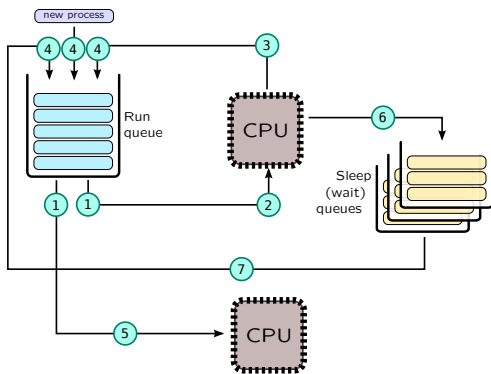 new process
4 4 4
3
Run
queue
CPU
6
Sleep
(wait)
queues
1 1
2
7
5
CPU